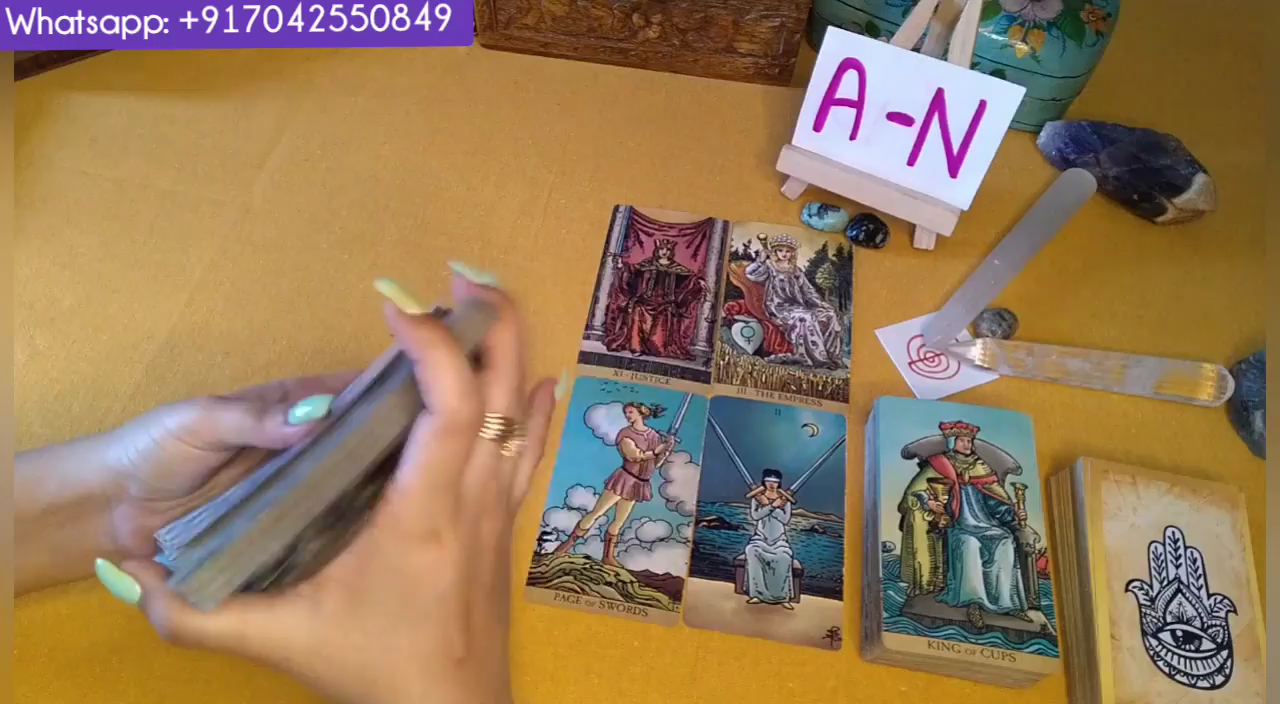 Whatsapp: +917042550849
A-N
XI · JUSTICE
III · THE EMPRESS
II
PAGE OF SWORDS
KING OF CUPS